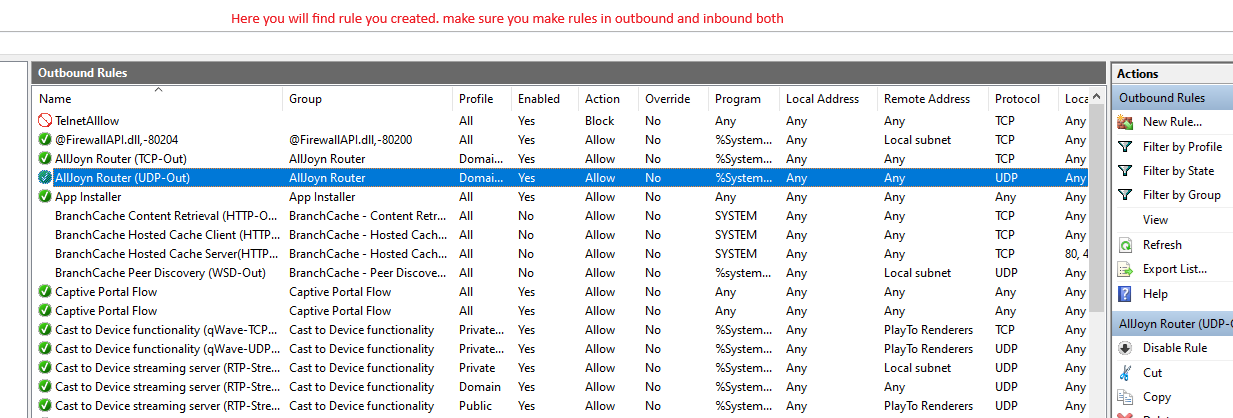 Here you will find rule you created. make sure you make rules in outbound and inbound both
Outbound Rules
Actions
Name Group Profile Enabled Action Override Program Local Address Remote Address Protocol Loca
Outbound Rules
TelnetAlllow All Yes Block No Any Any Any TCP Any
New Rule...
@FirewallAPI.dll,-80204 @FirewallAPI.dll,-80200 All Yes Allow No %System... Any Local subnet TCP Any
Filter by Profile
AllJoyn Router (TCP-Out) AllJoyn Router Domai... Yes Allow No %System... Any Any TCP Any
Filter by State
AllJoyn Router (UDP-Out) AllJoyn Router Domai... Yes Allow No %System... Any Any UDP Any
Filter by Group
App Installer App Installer All Yes Allow No Any Any Any Any Any
BranchCache Content Retrieval (HTTP-O... BranchCache - Content Retr... All No Allow No SYSTEM Any Any TCP Any
View
BranchCache Hosted Cache Client (HTTP... BranchCache - Hosted Cach... All No Allow No SYSTEM Any Any TCP Any
Refresh
BranchCache Hosted Cache Server(HTTP... BranchCache - Hosted Cach... All No Allow No SYSTEM Any Any TCP 80, 4
Export List...
BranchCache Peer Discovery (WSD-Out) BranchCache - Peer Discove... All No Allow No %system... Any Local subnet UDP Any
Captive Portal Flow Captive Portal Flow All Yes Allow No Any Any Any Any Any
Help
Captive Portal Flow Captive Portal Flow All Yes Allow No Any Any Any Any Any
Cast to Device functionality (qWave-TCP... Cast to Device functionality Private... Yes Allow No %System... Any PlayTo Renderers TCP Any
AllJoyn Router (UDP-
Cast to Device functionality (qWave-UDP... Cast to Device functionality Private... Yes Allow No %System... Any PlayTo Renderers UDP Any
Disable Rule
Cast to Device streaming server (RTP-Stre... Cast to Device functionality Private Yes Allow No %System... Any Local subnet UDP Any
Cut
Cast to Device streaming server (RTP-Stre... Cast to Device functionality Domain Yes Allow No %System... Any Any UDP Any
Copy
Cast to Device streaming server (RTP-Stre... Cast to Device functionality Public Yes Allow No %System... Any PlayTo Renderers UDP Any